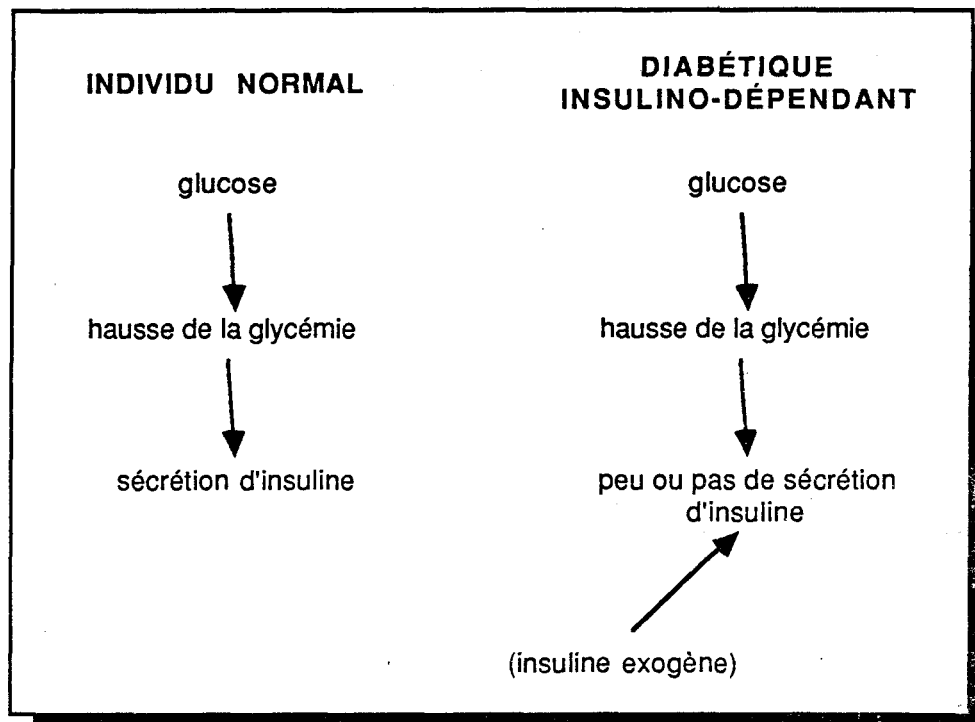 INDIVIDU NORMAL
glucose
hausse de la glycémie
sécrétion d'insuline
DIABÉTIQUE
INSULINO-DÉPENDANT
glucose
hausse de la glycémie
peu ou pas de sécrétion
d'insuline
(insuline exogène)